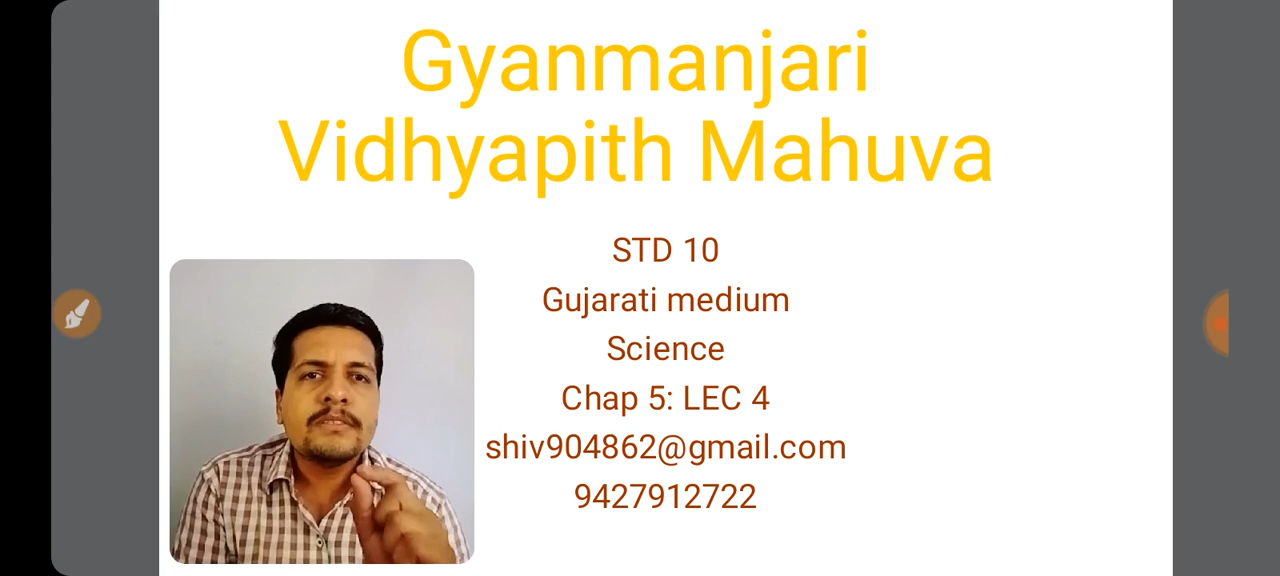 Gyanmanjari
Vidhyapith Mahuva
STD 10
Gujarati medium
Science
Chap 5: LEC 4
shiv904862@gmail.com
9427912722